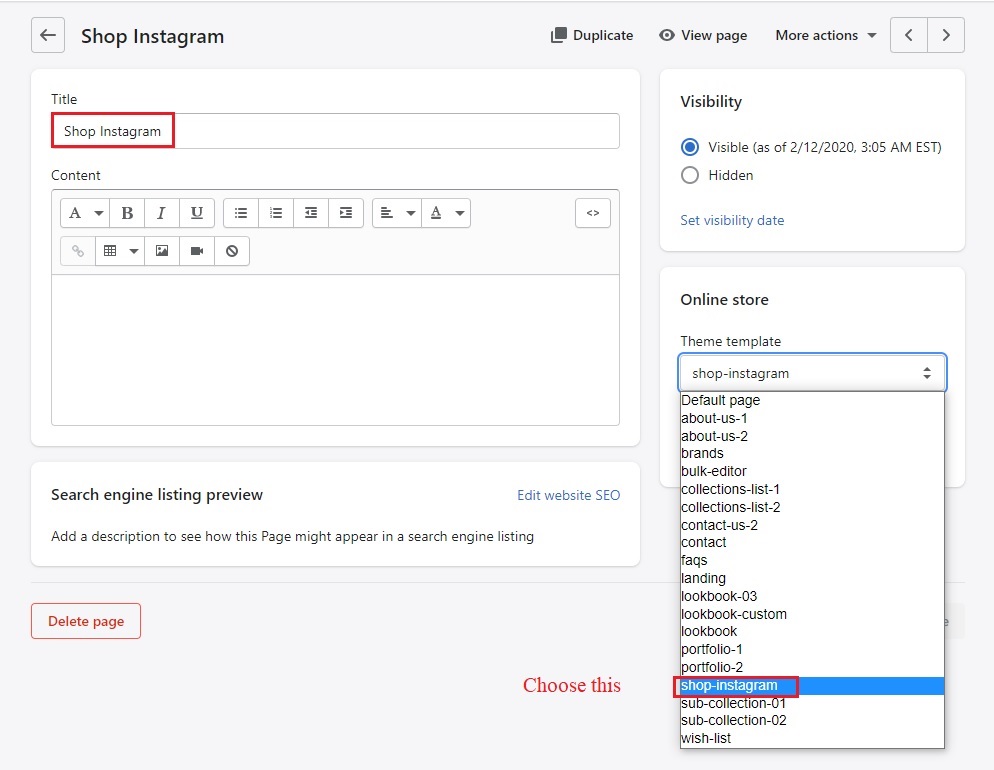 Shop Instagram
Duplicate
View page
More actions
Title
Shop Instagram
Content
A
B
I
U
A
<>
Search engine listing preview
Edit website SEO
Add a description to see how this Page might appear in a search engine listing
Delete page
Visibility
Visible (as of 2/12/2020, 3:05 AM EST)
Hidden
Set visibility date
Online store
Theme template
shop-instagram
Default page
about-us-1
about-us-2
brands
bulk-editor
collections-list-1
collections-list-2
contact-us-2
contact
faqs
landing
lookbook-03
lookbook-custom
lookbook
portfolio-1
portfolio-2
Choose this
shop-instagram
sub-collection-01
sub-collection-02
wish-list